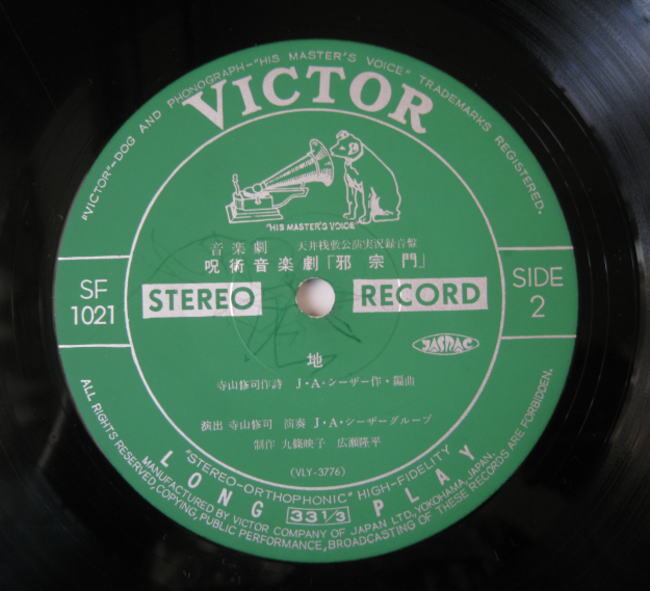 "VICTOR"-DOG AND PHONOGRAPH-"HIS MASTER'S VOICE" TRADEMARKS REGISTERED.
VICTOR
"HIS MASTER'S VOICE"
音楽劇 天井桟敷公演実況録音盤
呪術音楽劇「邪宗門」
SF
1021
STEREO RECORD
SIDE
2
JASRAC
地
寺山修司作詩 J・A・シーザー作・編曲
演出 寺山修司 演奏 J・A・シーザーグループ
制作 九篠映子 広瀬隆平
(VLY-3776)
"STEREO-ORTHOPHONIC" HIGH-FIDELITY
LONG PLAY
33 1/3
MANUFACTURED BY VICTOR COMPANY OF JAPAN LTD, YOKOHAMA, JAPAN.
ALL RIGHTS RESERVED, COPYING, PUBLIC PERFORMANCE, BROADCASTING OF THESE RECORDS ARE FORBIDDEN.